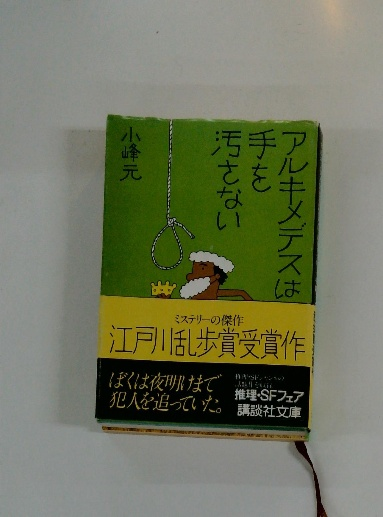 アルキメデスは
手を
汚さない
小峰元
ミステリーの傑作
江戸川乱歩賞受賞作
ぼくは夜明けまで
犯人を追っていた。
推理・SFフェア
講談社文庫